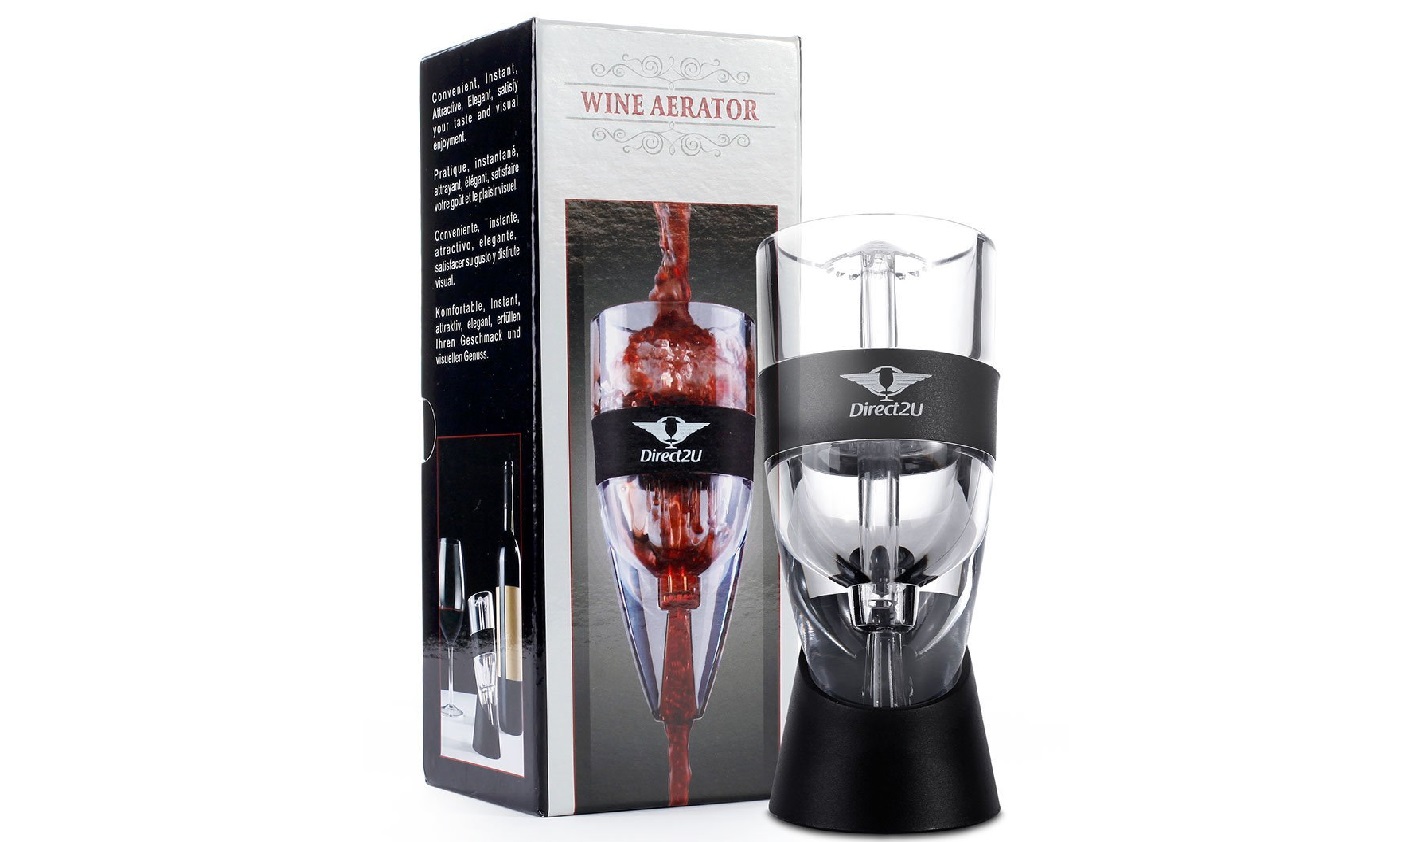 Convenient, Instant,
Attractive, Elegant, satisfy
your taste and visual
enjoyment.
Pratique, instantané,
attrayant, élégant, satisfaire
votre goût et le plaisir visuel
Conveniente, instante,
atractivo, elegante,
satisfacer su gusto y disfrute
visual.
Komfortable, Instant,
attraktiv, elegant, erfüllen
Ihren Geschmack und
visuellen Genuss.
WINE AERATOR
Direct2U
Direct2U